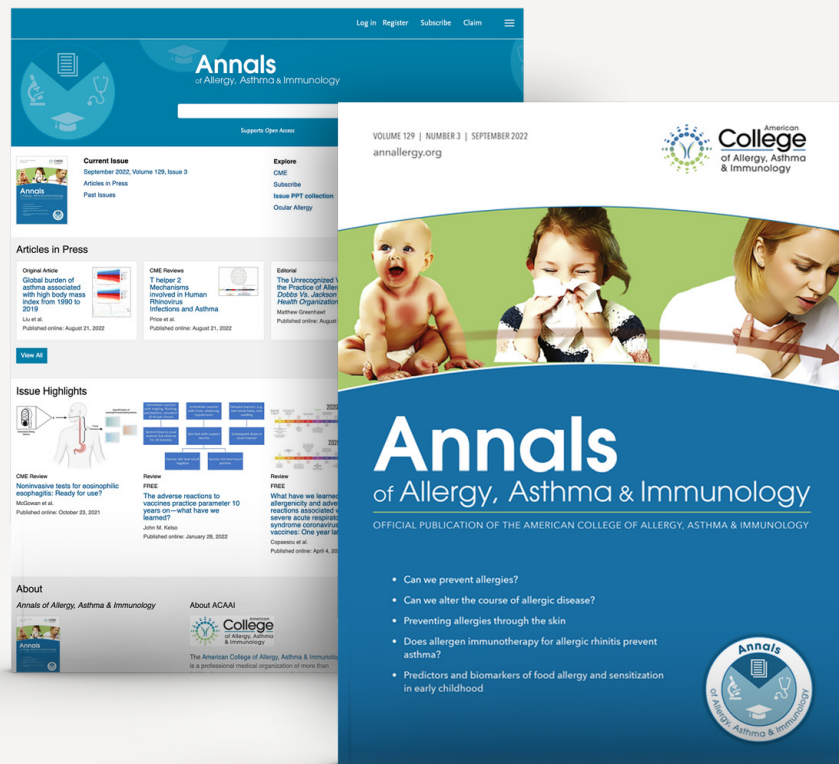 Log in Register Subscribe Claim
Annals
of Allergy, Asthma & Immunology
Supports Open Access
Current Issue
September 2022, Volume 129, Issue 3
Articles in Press
Past Issues
Explore
CME
Subscribe
Issue PPT collection
Ocular Allergy
Annals
Articles in Press
Original Article
Global burden of
asthma associated
with high body mass
index from 1990 to
2019
Liu et al.
Published online: August 21, 2022
CME Reviews
T helper 2
Mechanisms
involved in Human
Rhinovirus
Infections and Asthma
Price et al.
Published online: August 21, 2022
Editorial
The Unrecognized
the Practice of
Dobbs Vs. Jackson
Health
Matthew Greenhawt
Published online: August
View All
Issue Highlights
CME Review
Noninvasive tests for eosinophilic
esophagitis: Ready for use?
McGowan et al.
Published online: October 23, 2021
Review
FREE
The adverse reactions to
vaccines practice parameter 10
years on—what have we
learned?
John M. Kelso
Published online: January 28, 2022
Review
FREE
What have we learned
allergenicity and
reactions associated
severe acute
syndrome
vaccines: One year
Copaescu et al.
Published online: April 4,
About
Annals of Allergy, Asthma & Immunology
Annals
About ACAAI
American
College
of Allergy, Asthma
& Immunology
The American College of Allergy, Asthma &
is a professional medical organization of more than
VOLUME 129 | NUMBER 3 | SEPTEMBER 2022
annallergy.org
American
College
of Allergy, Asthma
& Immunology
Annals
of Allergy, Asthma & Immunology
OFFICIAL PUBLICATION OF THE AMERICAN COLLEGE OF ALLERGY, ASTHMA & IMMUNOLOGY
• Can we prevent allergies?
• Can we alter the course of allergic disease?
• Preventing allergies through the skin
• Does allergen immunotherapy for allergic rhinitis prevent
asthma?
• Predictors and biomarkers of food allergy and sensitization
in early childhood
Annals
of Allergy, Asthma & Immunology